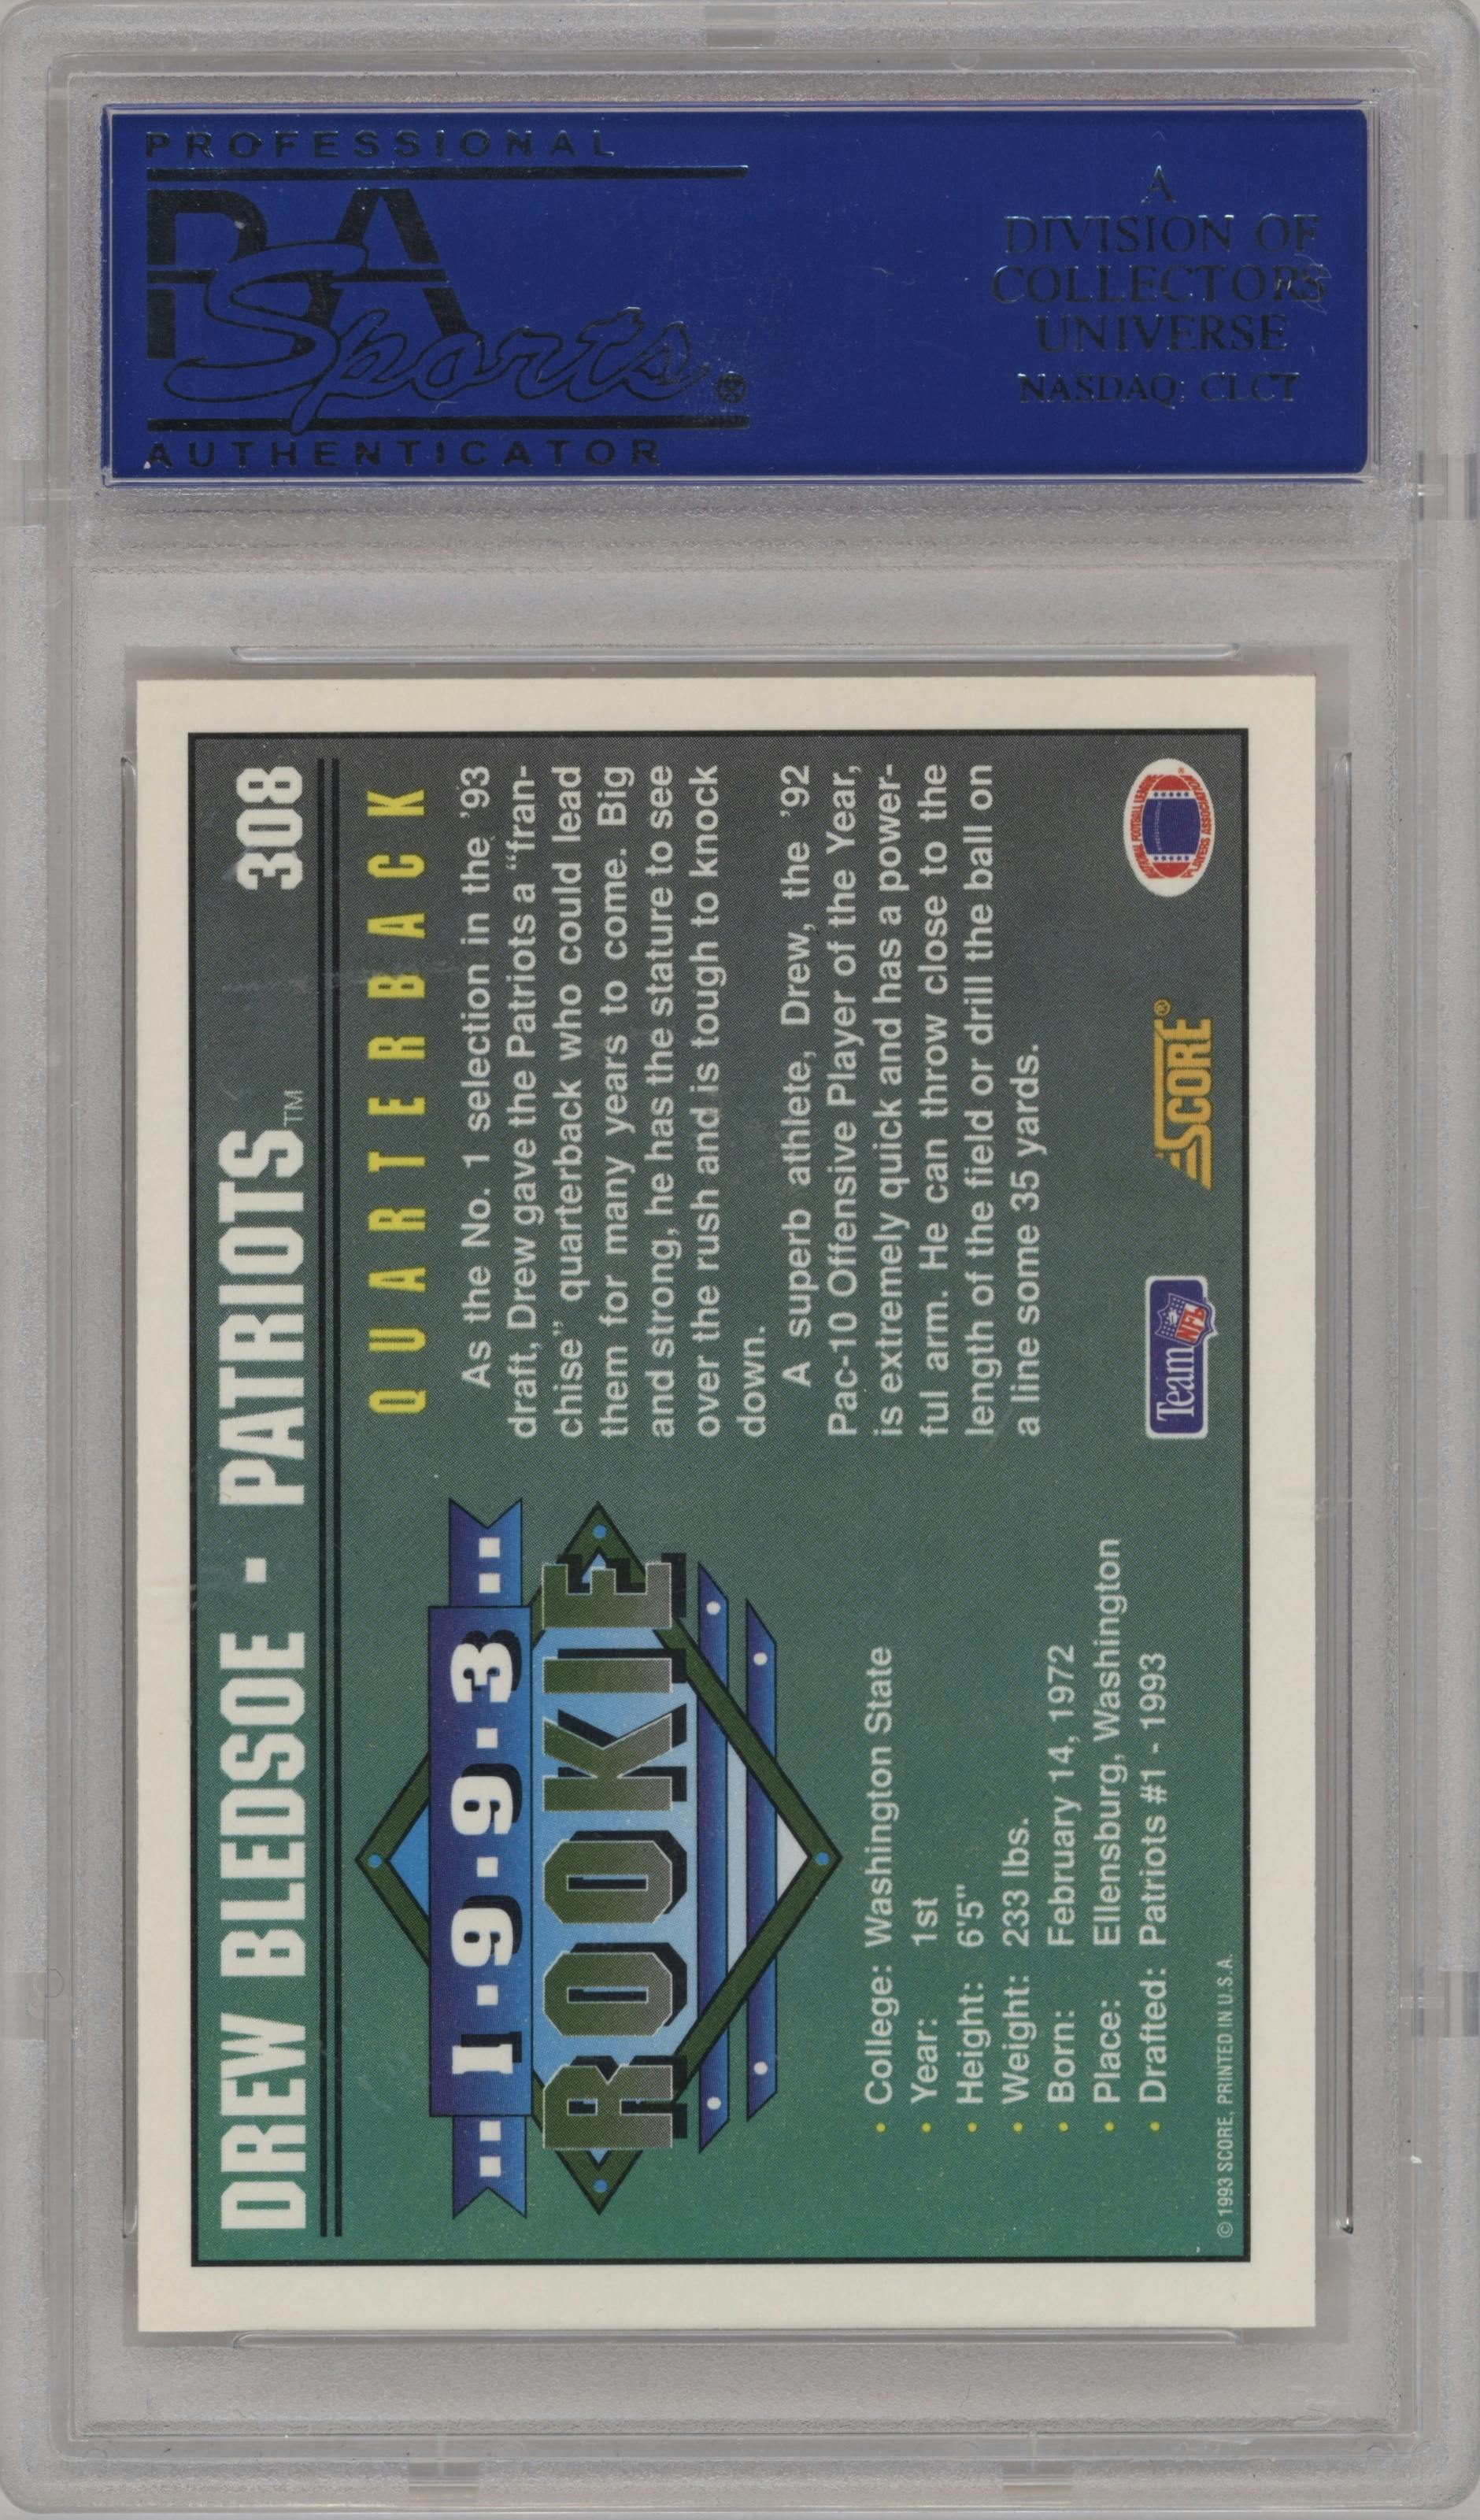 PROFESSIONAL
PSA
Sports®
AUTHENTICATOR
A
DIVISION OF
COLLECTORS
UNIVERSE
NASDAQ: CLCT
DREW BLEDSOE ▪ PATRIOTS™ 308
1▪9▪9▪3
ROOKIE
• College: Washington State
• Year: 1st
• Height: 6'5"
• Weight: 233 lbs.
• Born: February 14, 1972
• Place: Ellensburg, Washington
• Drafted: Patriots #1 - 1993
© 1993 SCORE, PRINTED IN U.S.A.
QUARTERBACK
As the No. 1 selection in the '93
draft, Drew gave the Patriots a “fran-
chise” quarterback who could lead
them for many years to come. Big
and strong, he has the stature to see
over the rush and is tough to knock
down.
A superb athlete, Drew, the '92
Pac-10 Offensive Player of the Year,
is extremely quick and has a power-
ful arm. He can throw close to the
length of the field or drill the ball on
a line some 35 yards.
Team NFL
SCORE®
NATIONAL FOOTBALL LEAGUE
PLAYERS ASSOCIATION